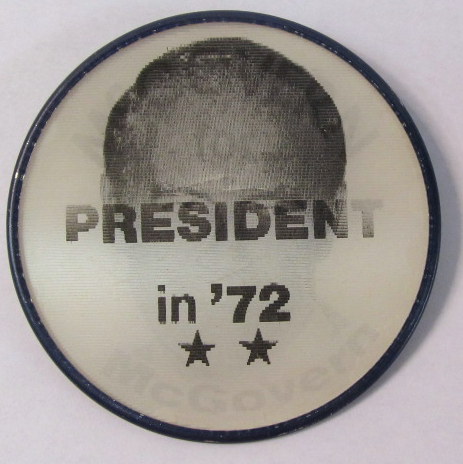 PRESIDENT
in '72
McGovern